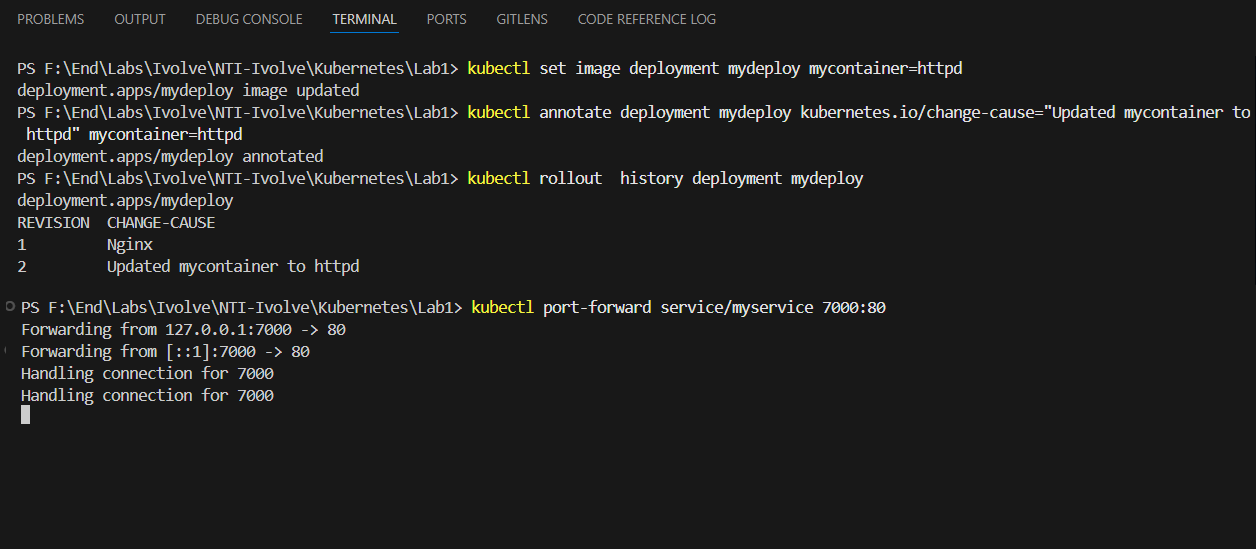 PROBLEMS OUTPUT DEBUG CONSOLE TERMINAL PORTS GITLENS CODE REFERENCE LOG
PS F:\End\Labs\Ivolve\NTI-Ivolve\Kubernetes\Lab1> kubectl set image deployment mydeploy mycontainer=httpd
deployment.apps/mydeploy image updated
PS F:\End\Labs\Ivolve\NTI-Ivolve\Kubernetes\Lab1> kubectl annotate deployment mydeploy kubernetes.io/change-cause="Updated mycontainer to
httpd" mycontainer=httpd
deployment.apps/mydeploy annotated
PS F:\End\Labs\Ivolve\NTI-Ivolve\Kubernetes\Lab1> kubectl rollout  history deployment mydeploy
deployment.apps/mydeploy
REVISION  CHANGE-CAUSE
1         Nginx
2         Updated mycontainer to httpd
PS F:\End\Labs\Ivolve\NTI-Ivolve\Kubernetes\Lab1> kubectl port-forward service/myservice 7000:80
Forwarding from 127.0.0.1:7000 -> 80
Forwarding from [::1]:7000 -> 80
Handling connection for 7000
Handling connection for 7000